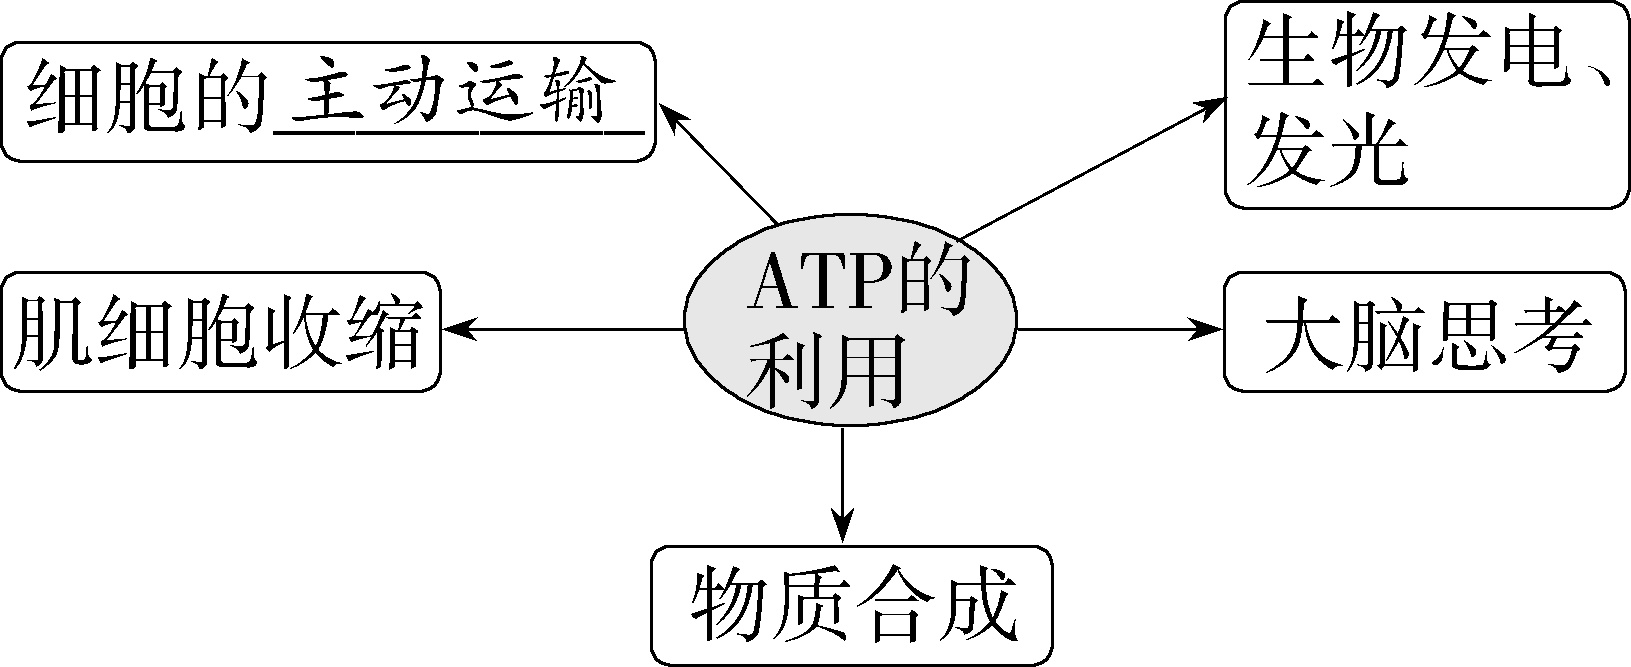 细胞的主动运输
生物发电、
发光
ATP的
利用
肌细胞收缩
大脑思考
物质合成